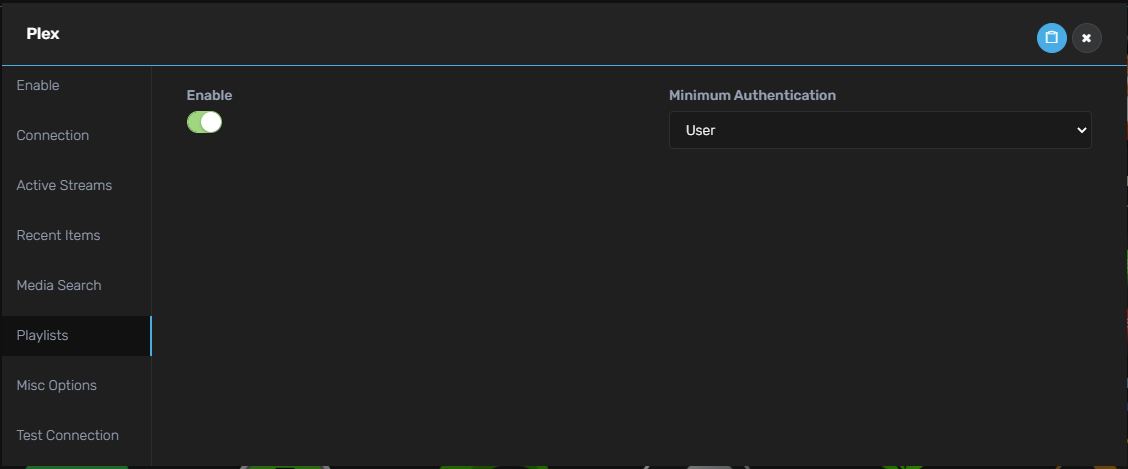 Plex
Enable
Connection
Active Streams
Recent Items
Media Search
Playlists
Misc Options
Test Connection
Enable
Minimum Authentication
User